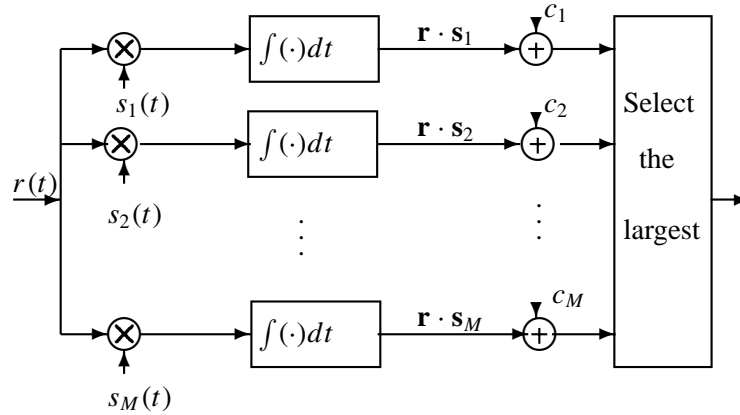 c₁
∫(·)dt
r · s₁
+
s₁(t)
Select
c₂
∫(·)dt
r · s₂
+
the
r(t)
s₂(t)
largest
c_M
∫(·)dt
r · s_M
+
s_M(t)